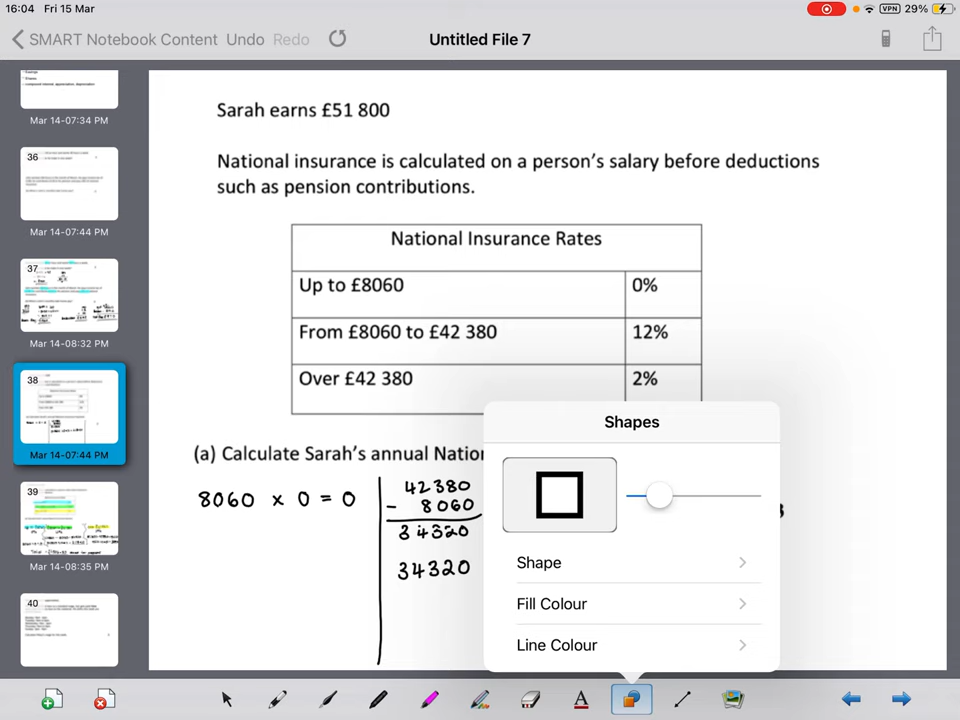 16:04 Fri 15 Mar VPN 29%
SMART Notebook Content Undo Redo Untitled File 7
Mar 14-07:34 PM
36
Mar 14-07:44 PM
37
Mar 14-08:32 PM
38
Mar 14-07:44 PM
39
Mar 14-08:35 PM
40
Sarah earns £51 800
National insurance is calculated on a person's salary before deductions
such as pension contributions.
National Insurance Rates
Up to £8060 0%
From £8060 to £42 380 12%
Over £42 380 2%
(a) Calculate Sarah's annual Natio
8060 x 0 = 0
42380
- 8060
34320
34320
Shapes
Shape
Fill Colour
Line Colour
A